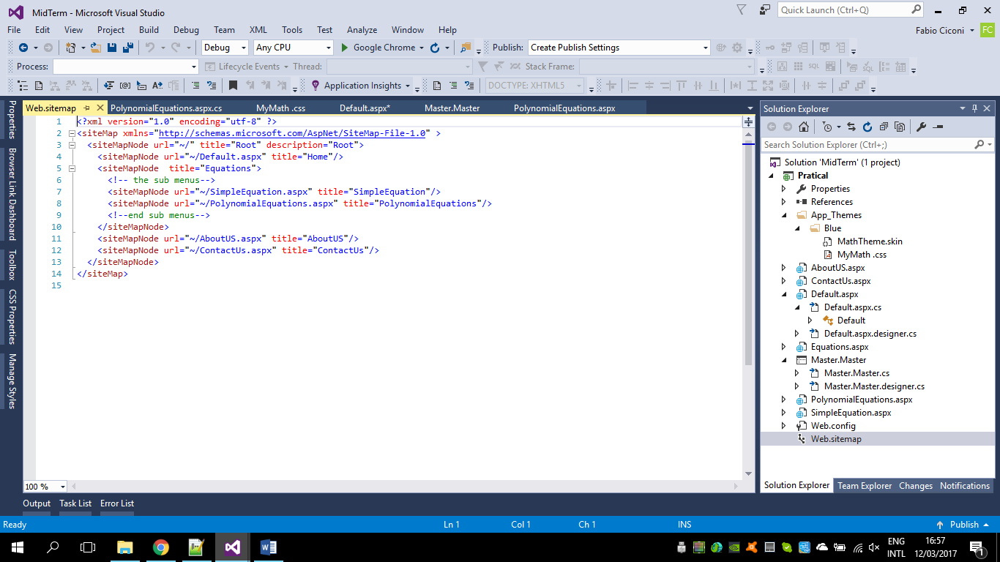 MidTerm - Microsoft Visual Studio
Quick Launch (Ctrl+Q)
File Edit View Project Build Debug Team XML Tools Test Analyze Window Help
Fabio Ciconi FC
Debug Any CPU Google Chrome Publish: Create Publish Settings
Process: Lifecycle Events Thread: Stack Frame:
Application Insights DOCTYPE: XHTML5
Web.sitemap PolynomialEquations.aspx.cs MyMath .css Default.aspx* Master.Master PolynomialEquations.aspx
1 <?xml version="1.0" encoding="utf-8" ?>
2 <siteMap xmlns="http://schemas.microsoft.com/AspNet/SiteMap-File-1.0" >
3 <siteMapNode url="~/" title="Root" description="Root">
4 <siteMapNode url="~/Default.aspx" title="Home"/>
5 <siteMapNode  title="Equations">
6 <!-- the sub menus-->
7 <siteMapNode url="~/SimpleEquation.aspx" title="SimpleEquation"/>
8 <siteMapNode url="~/PolynomialEquations.aspx" title="PolynomialEquations"/>
9 <!--end sub menus-->
10 </siteMapNode>
11 <siteMapNode url="~/AboutUS.aspx" title="AboutUS"/>
12 <siteMapNode url="~/ContactUs.aspx" title="ContactUs"/>
13 </siteMapNode>
14 </siteMap>
15
100 %
Properties
Browser Link Dashboard
Toolbox
CSS Properties
Manage Styles
Solution Explorer
Search Solution Explorer (Ctrl+;)
Solution 'MidTerm' (1 project)
Pratical
Properties
References
App_Themes
Blue
MathTheme.skin
MyMath .css
AboutUS.aspx
ContactUs.aspx
Default.aspx
Default.aspx.cs
Default
Default.aspx.designer.cs
Equations.aspx
Master.Master
Master.Master.cs
Master.Master.designer.cs
PolynomialEquations.aspx
SimpleEquation.aspx
Web.config
Web.sitemap
Solution Explorer Team Explorer Changes Notifications
Output Task List Error List
Ready Ln 1 Col 1 Ch 1 INS Publish
ENG 16:57
INTL 12/03/2017
1